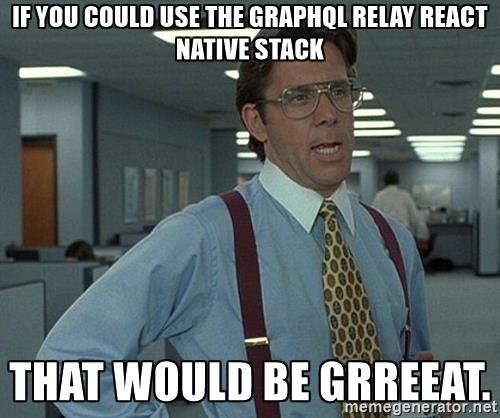 IF YOU COULD USE THE GRAPHQL RELAY REACT
NATIVE STACK
THAT WOULD BE GRREEAT.
memegenerator.net